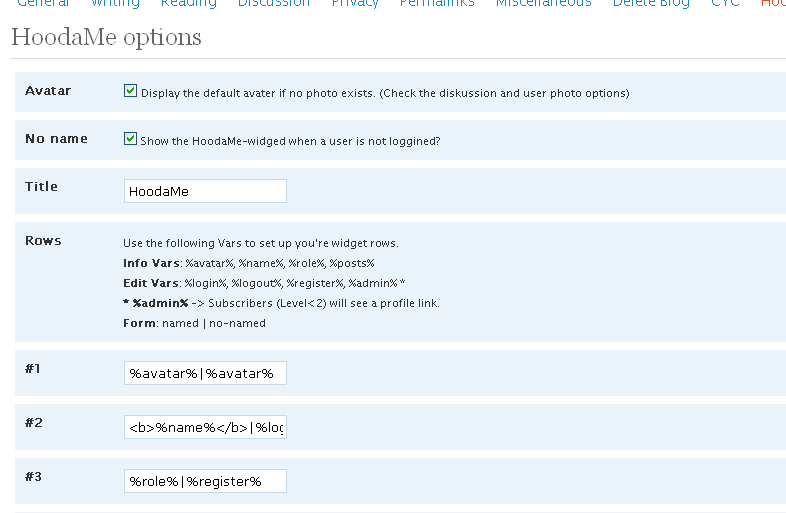 General Writing Reading Discussion Privacy Permalinks Miscellaneous Delete Blog CYC
HoodaMe options
Avatar Display the default avater if no photo exists. (Check the diskussion and user photo options)
No name Show the HoodaMe-widged when a user is not loggined?
Title HoodaMe
Rows Use the following Vars to set up you're widget rows.
Info Vars: %avatar%, %name%, %role%, %posts%
Edit Vars: %login%, %logout%, %register%, %admin% *
* %admin% -> Subscribers (Level<2) will see a profile link.
Form: named | no-named
#1 %avatar%|%avatar%
#2 <b>%name%</b>|%log
#3 %role%|%register%